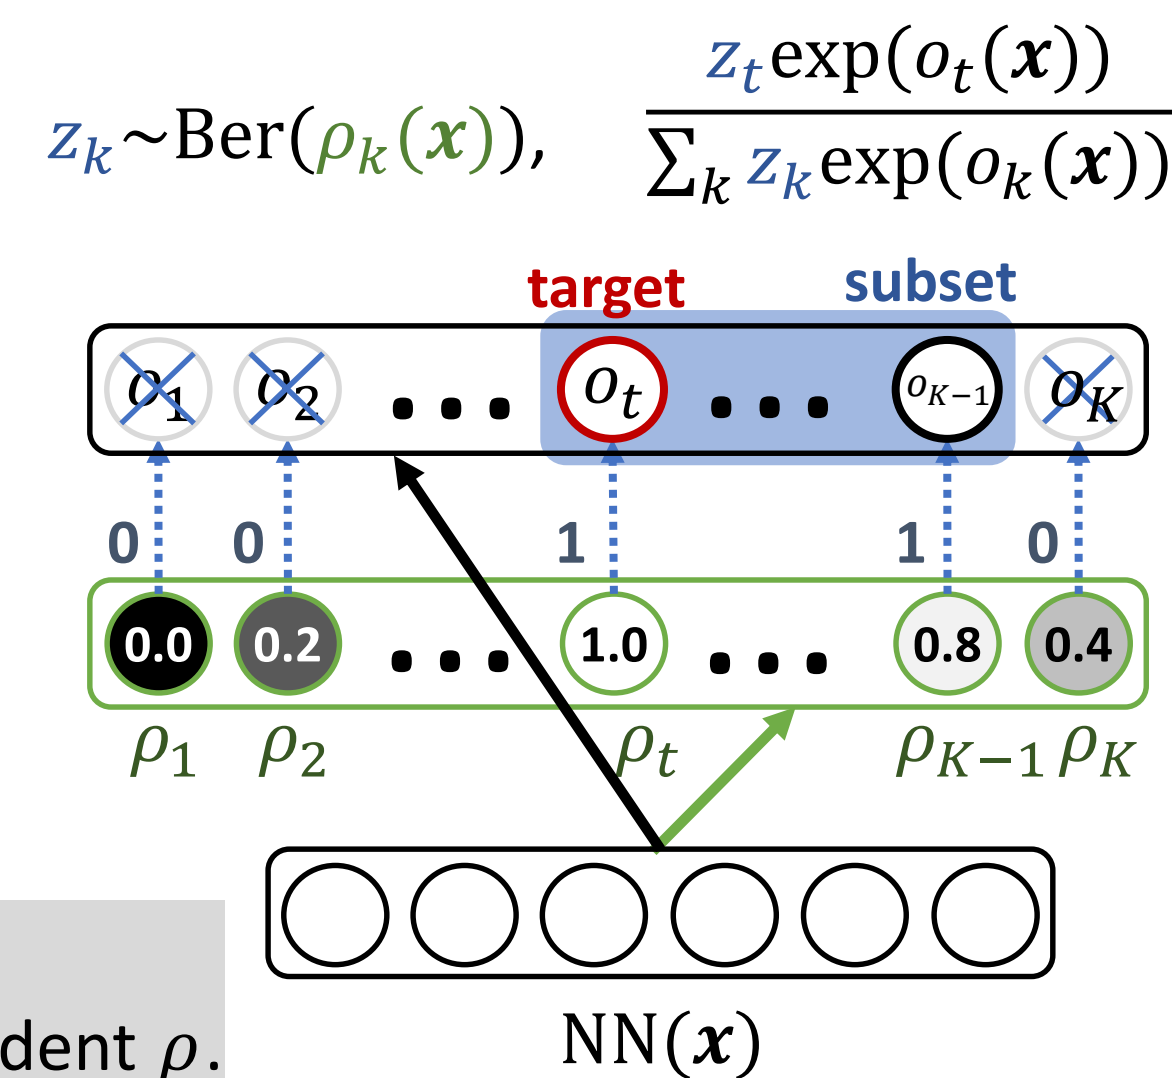 z_t exp(o_t(x))
z_k~Ber(ρ_k(x)),
∑_k z_k exp(o_k(x))
target subset
o_1 o_2 ... o_t ... o_{K−1} o_K
0 0 1 1 0
0.0 0.2 ... 1.0 ... 0.8 0.4
ρ_1 ρ_2 ρ_t ρ_{K−1} ρ_K
dent ρ.
NN(x)